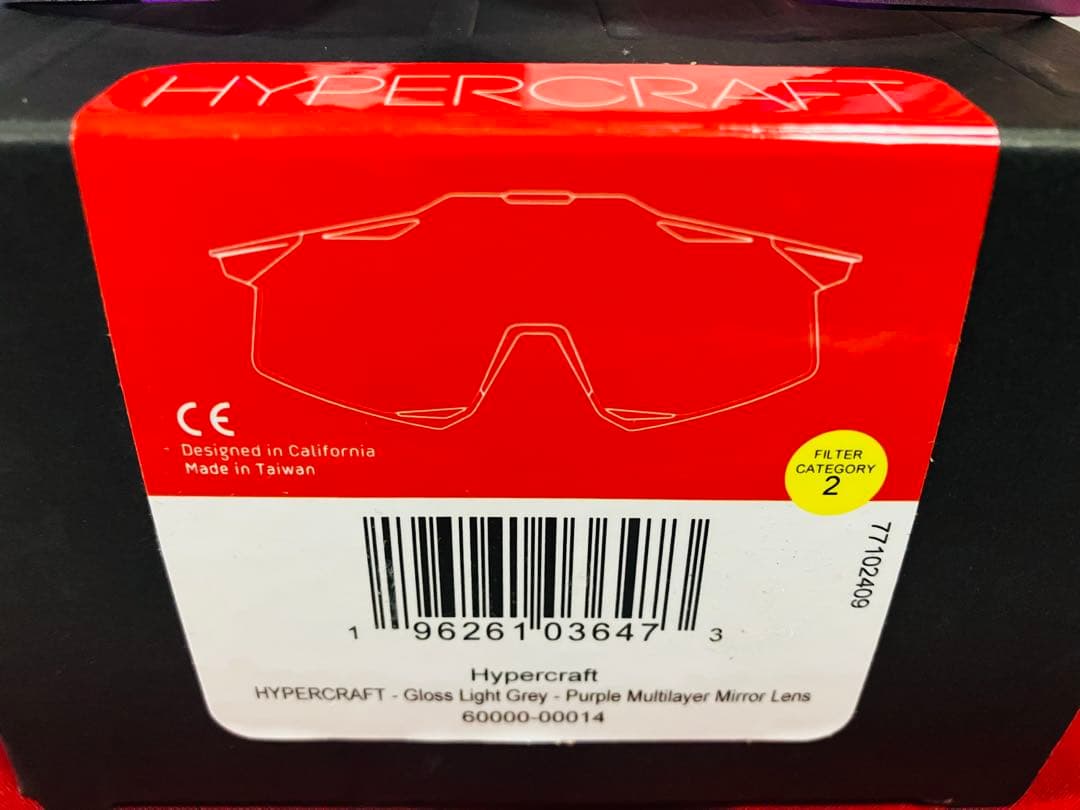 HYPERCRAFT
CE
Designed in California
Made in Taiwan
FILTER
CATEGORY
2
77102409
1 96261 03647 3
Hypercraft
HYPERCRAFT - Gloss Light Grey - Purple Multilayer Mirror Lens
60000-00014